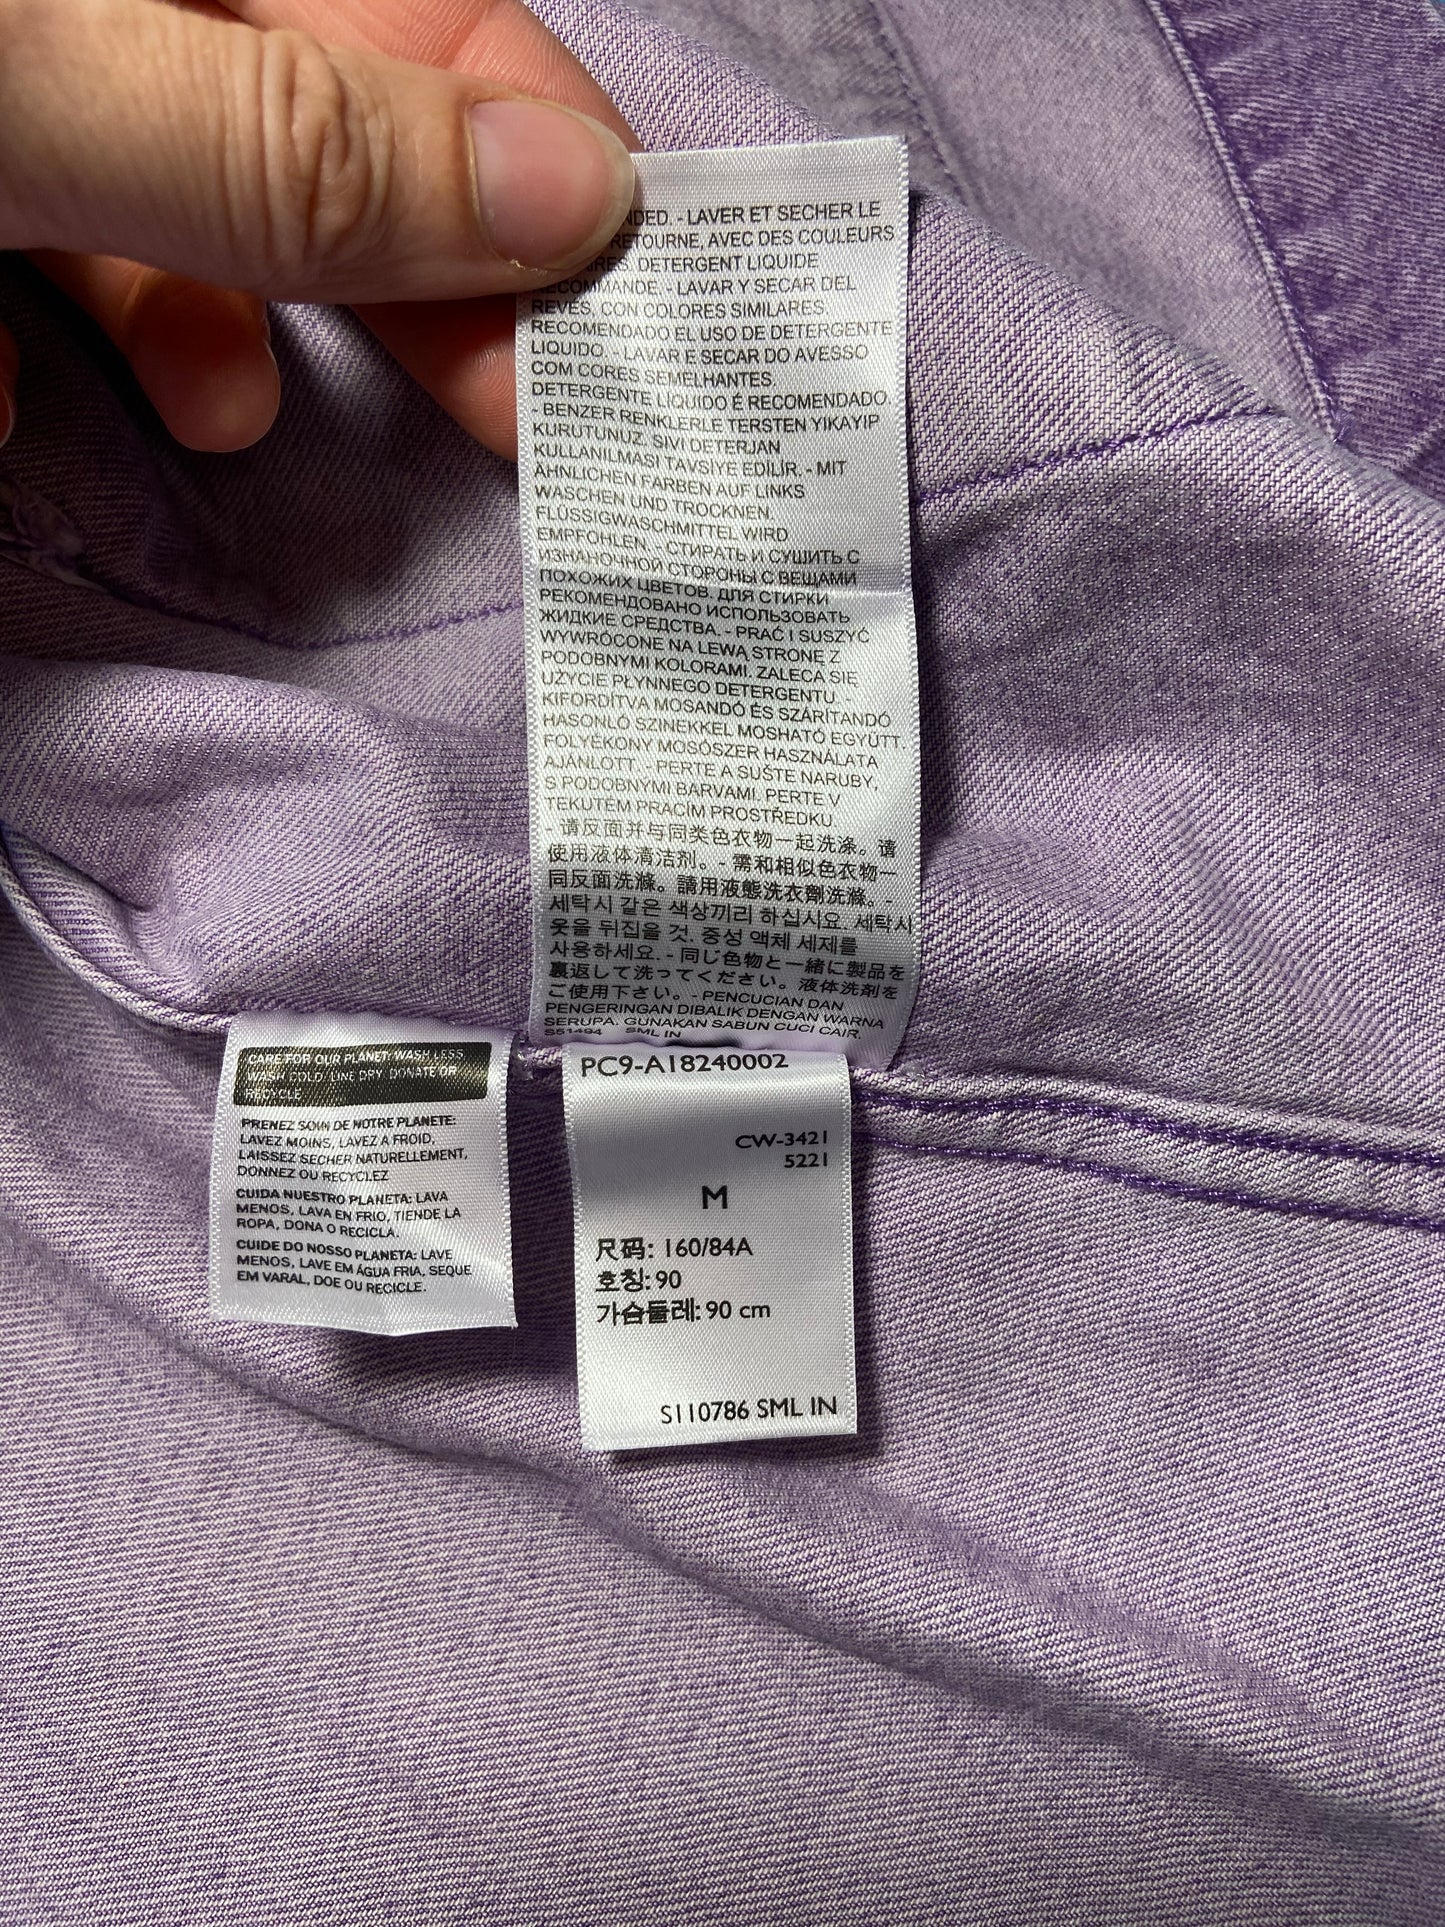 NDED. - LAVER ET SECHER LE
RETOURNE, AVEC DES COULEURS
IRES. DETERGENT LIQUIDE
RECOMMANDE. - LAVAR Y SECAR DEL
REVES, CON COLORES SIMILARES.
RECOMENDADO EL USO DE DETERGENTE
LIQUIDO. - LAVAR E SECAR DO AVESSO
COM CORES SEMELHANTES.
DETERGENTE LÍQUIDO É RECOMENDADO.
- BENZER RENKLERLE TERSTEN YIKAYIP
KURUTUNUZ. SIVI DETERJAN
KULLANILMASI TAVSIYE EDILIR. - MIT
ÄHNLICHEN FARBEN AUF LINKS
WASCHEN UND TROCKNEN.
FLÜSSIGWASCHMITTEL WIRD
EMPFOHLEN. - СТИРАТЬ И СУШИТЬ С
ИЗНАНОЧНОЙ СТОРОНЫ С ВЕЩАМИ
ПОХОЖИХ ЦВЕТОВ. ДЛЯ СТИРКИ
РЕКОМЕНДОВАНО ИСПОЛЬЗОВАТЬ
ЖИДКИЕ СРЕДСТВА. - PRAĆ I SUSZYĆ
WYWRÓCONE NA LEWĄ STRONĘ Z
PODOBNYMI KOLORAMI. ZALECA SIĘ
UŻYCIE PŁYNNEGO DETERGENTU -
KIFORDÍTVA MOSANDÓ ÉS SZÁRÍTANDÓ
HASONLÓ SZINEKKEL MOSHATÓ EGYÜTT.
FOLYÉKONY MOSÓSZER HASZNÁLATA
AJÁNLOTT. - PERTE A SUŠTE NARUBY,
S PODOBNYMI BARVAMI. PERTE V
TEKUTÉM PRACÍM PROSTŘEDKU
- 请反面并与同类色衣物一起洗涤。请
使用液体清洁剂。- 需和相似色衣物一
同反面洗滌。請用液態洗衣劑洗滌。-
세탁시 같은 색상끼리 하십시요. 세탁시
옷을 뒤집을 것. 중성 액체 세제를
사용하세요. - 同じ色物と一緒に製品を
裏返して洗ってください。液体洗剤を
ご使用下さい。- PENCUCIAN DAN
PENGERINGAN DIBALIK DENGAN WARNA
SERUPA. GUNAKAN SABUN CUCI CAIR.
S51494 SML IN
CARE FOR OUR PLANET: WASH LESS
WASH COLD, LINE DRY, DONATE OR
RECYCLE
PRENEZ SOIN DE NOTRE PLANETE:
LAVEZ MOINS, LAVEZ A FROID,
LAISSEZ SECHER NATURELLEMENT,
DONNEZ OU RECYCLEZ
CUIDA NUESTRO PLANETA: LAVA
MENOS, LAVA EN FRIO, TIENDE LA
ROPA, DONA O RECICLA.
CUIDE DO NOSSO PLANETA: LAVE
MENOS, LAVE EM ÁGUA FRIA, SEQUE
EM VARAL, DOE OU RECICLE.
PC9-A18240002
CW-3421
5221
M
尺码: 160/84A
호칭: 90
가슴둘레: 90 cm
S110786 SML IN